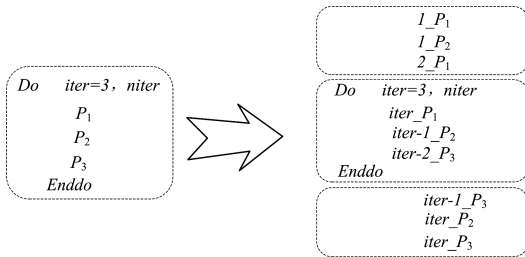 Do iter=3, niter
P1
P2
P3
Enddo
1_P1
1_P2
2_P1
Do iter=3, niter
iter_P1
iter-1_P2
iter-2_P3
Enddo
iter-1_P3
iter_P2
iter_P3